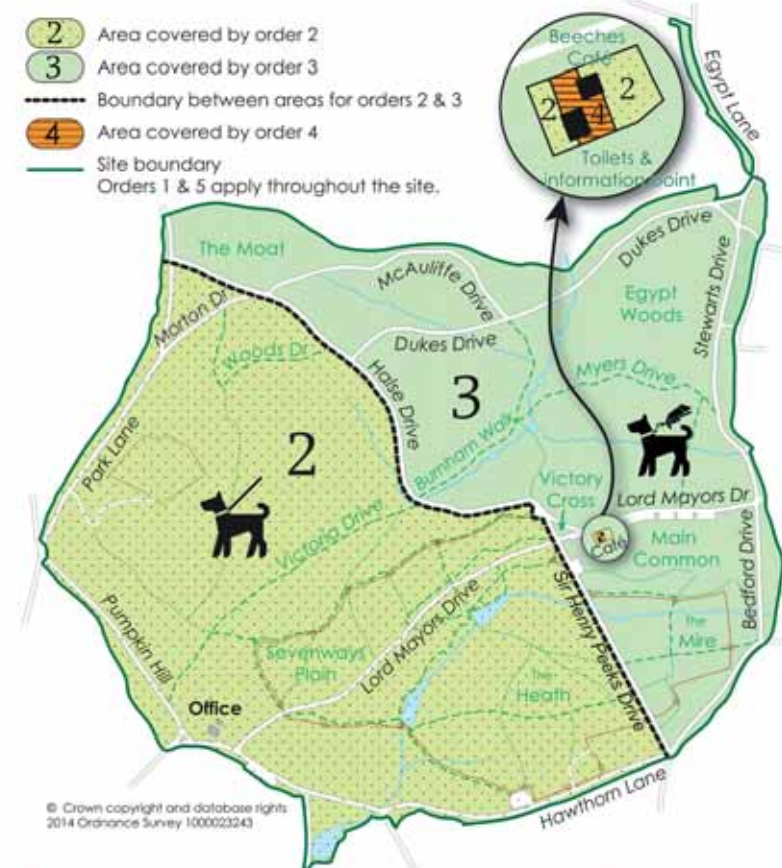 2 Area covered by order 2
3 Area covered by order 3
Boundary between areas for orders 2 & 3
4 Area covered by order 4
Site boundary
Orders 1 & 5 apply throughout the site.
Beeches
Café
2
4
2
Toilets &
information point
Egypt Lane
The Moat
McAuliffe Drive
Dukes Drive
Stewarts Drive
Egypt
Woods
Morton Dr
Woods Dr
Dukes Drive
Halse Drive
3
Myers Drive
Burnham Walk
Park Lane
2
Victoria Drive
Victory
Cross
Lord Mayors Dr
Café
Main
Common
Bedford Drive
The
Mire
Sir Henry Peeks Drive
Pumpkin Hill
Sevenways
Plain
Lord Mayors Drive
The
Heath
Office
Hawthorn Lane
© Crown copyright and database rights
2014 Ordnance Survey 1000023243